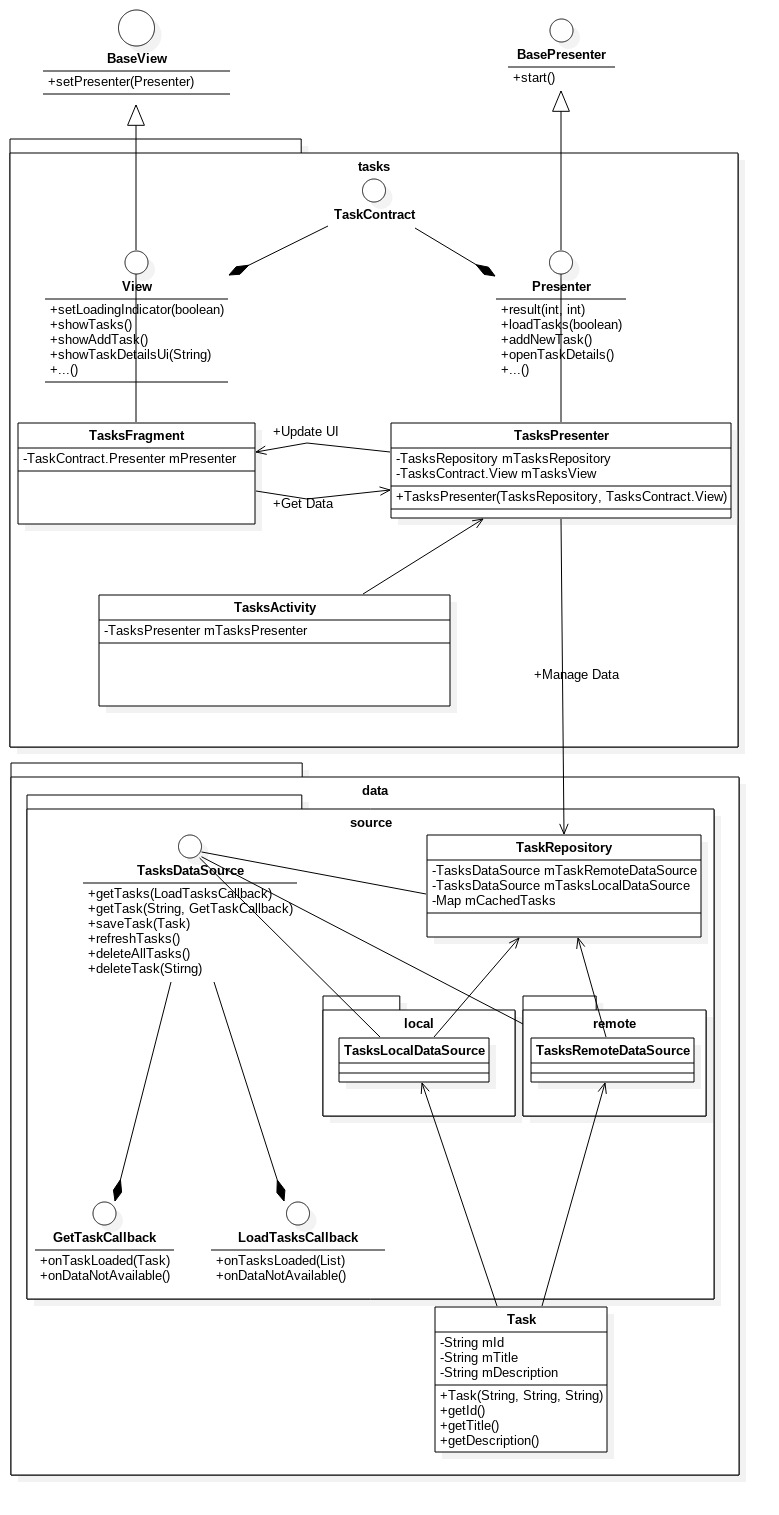 BaseView
+setPresenter(Presenter)
BasePresenter
+start()
tasks
TaskContract
View
+setLoadingIndicator(boolean)
+showTasks()
+showAddTask()
+showTaskDetailsUi(String)
+...()
Presenter
+result(int, int)
+loadTasks(boolean)
+addNewTask()
+openTaskDetails()
+...()
TasksFragment
-TaskContract.Presenter mPresenter
+Update UI
+Get Data
TasksPresenter
-TasksRepository mTasksRepository
-TasksContract.View mTasksView
+TasksPresenter(TasksRepository, TasksContract.View)
TasksActivity
-TasksPresenter mTasksPresenter
+Manage Data
data
source
TasksDataSource
+getTasks(LoadTasksCallback)
+getTask(String, GetTaskCallback)
+saveTask(Task)
+refreshTasks()
+deleteAllTasks()
+deleteTask(Stirng)
TaskRepository
-TasksDataSource mTaskRemoteDataSource
-TasksDataSource mTasksLocalDataSource
-Map mCachedTasks
local
TasksLocalDataSource
remote
TasksRemoteDataSource
GetTaskCallback
+onTaskLoaded(Task)
+onDataNotAvailable()
LoadTasksCallback
+onTasksLoaded(List)
+onDataNotAvailable()
Task
-String mId
-String mTitle
-String mDescription
+Task(String, String, String)
+getId()
+getTitle()
+getDescription()